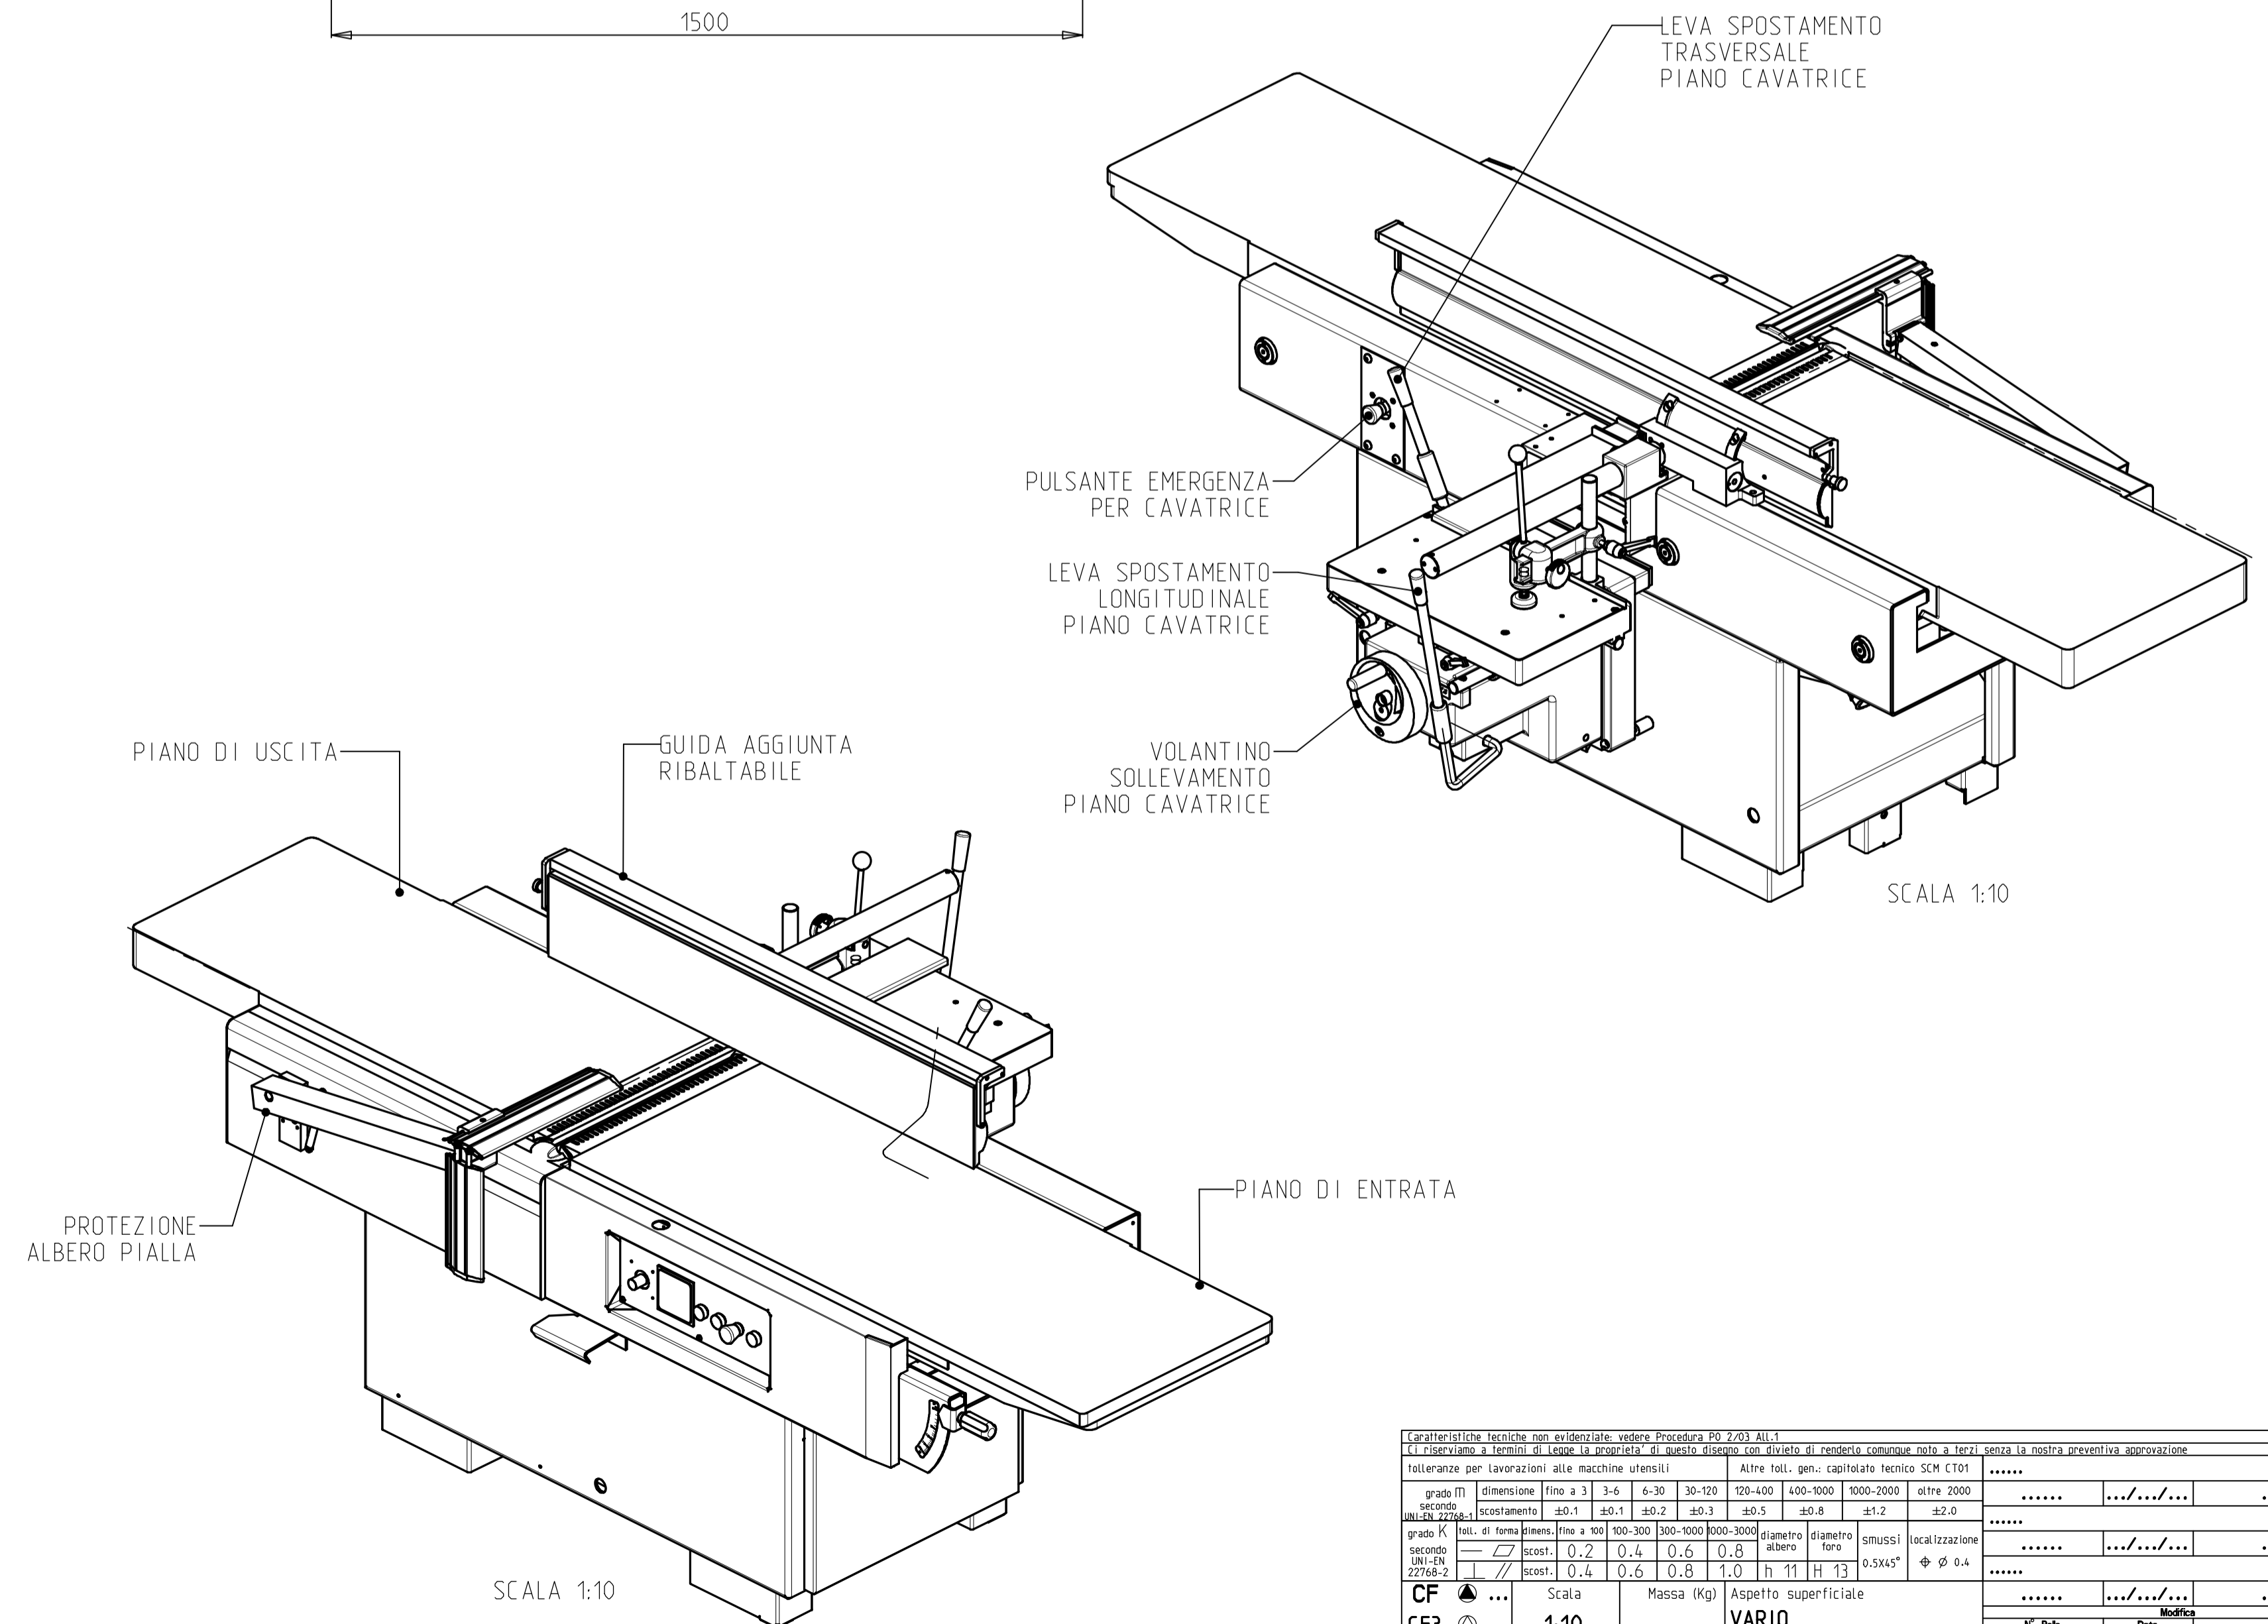 1500
LEVA SPOSTAMENTO
TRASVERSALE
PIANO CAVATRICE
PULSANTE EMERGENZA
PER CAVATRICE
LEVA SPOSTAMENTO
LONGITUDINALE
PIANO CAVATRICE
VOLANTINO
SOLLEVAMENTO
PIANO CAVATRICE
SCALA 1:10
PIANO DI USCITA
GUIDA AGGIUNTA
RIBALTABILE
PROTEZIONE
ALBERO PIALLA
PIANO DI ENTRATA
SCALA 1:10
Caratteristiche tecniche non evidenziate: vedere Procedura PO 2/03 All.1
Ci riserviamo a termini di Legge la proprieta' di questo disegno con divieto di renderlo comunque noto a terzi senza la nostra preventiva approvazione
tolleranze per lavorazioni alle macchine utensili Altre toll. gen.: capitolato tecnico SCM CT01 ......
grado m secondo UNI-EN 22768-1
dimensione fino a 3 3-6 6-30 30-120 120-400 400-1000 1000-2000 oltre 2000 ...... .../.../...
scostamento ±0.1 ±0.1 ±0.2 ±0.3 ±0.5 ±0.8 ±1.2 ±2.0 ......
grado K secondo UNI-EN 22768-2
toll. di forma dimens. fino a 100 100-300 300-1000 1000-3000 diametro albero diametro foro smussi localizzazione
scost. 0.2 0.4 0.6 0.8 ...... .../.../...
scost. 0.4 0.6 0.8 1.0 h 11 H 13 0.5X45° ⌖ Ø 0.4 ......
CF ... Scala Massa (Kg) Aspetto superficiale ...... .../.../...
1:10 VARIO
Modifica